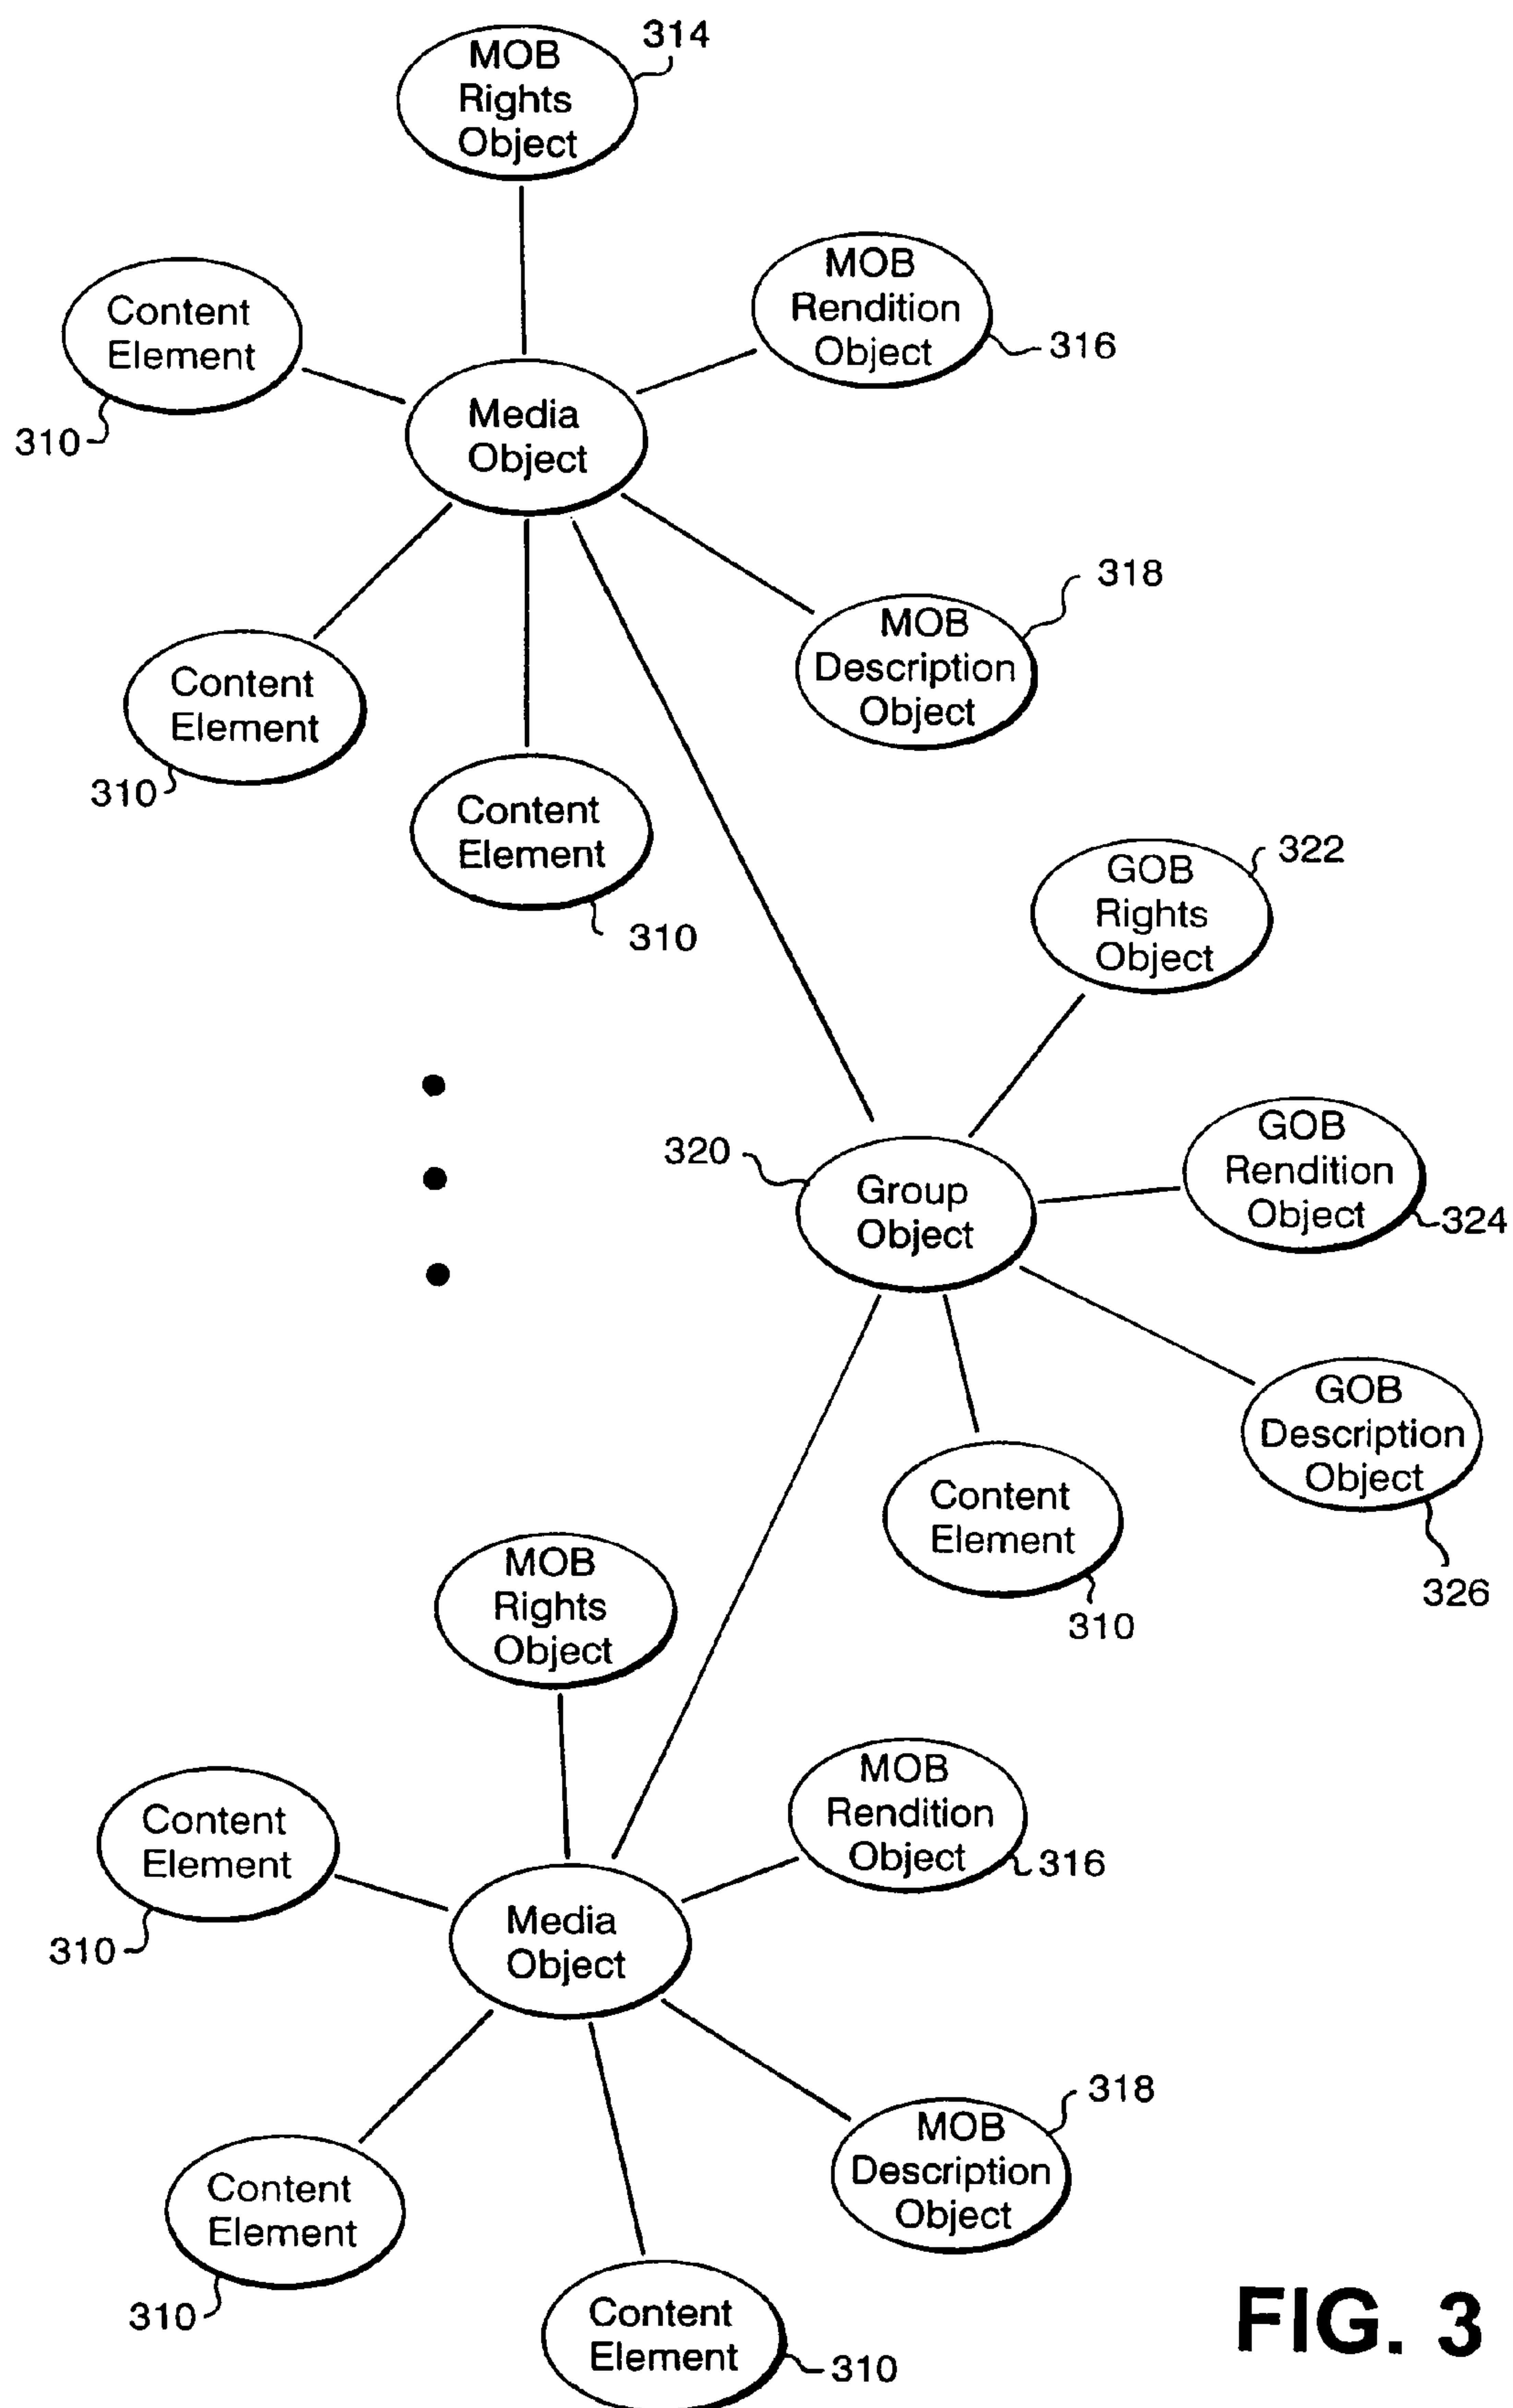 314
MOB
Rights
Object
MOB
Rendition
Object
316
Content
Element
310
Media
Object
318
MOB
Description
Object
Content
Element
310
Content
Element
310
322
GOB
Rights
Object
GOB
Rendition
Object
324
320
Group
Object
GOB
Description
Object
326
Content
Element
310
MOB
Rights
Object
MOB
Rendition
Object
316
Content
Element
310
Media
Object
318
MOB
Description
Object
Content
Element
310
Content
Element
310
FIG. 3